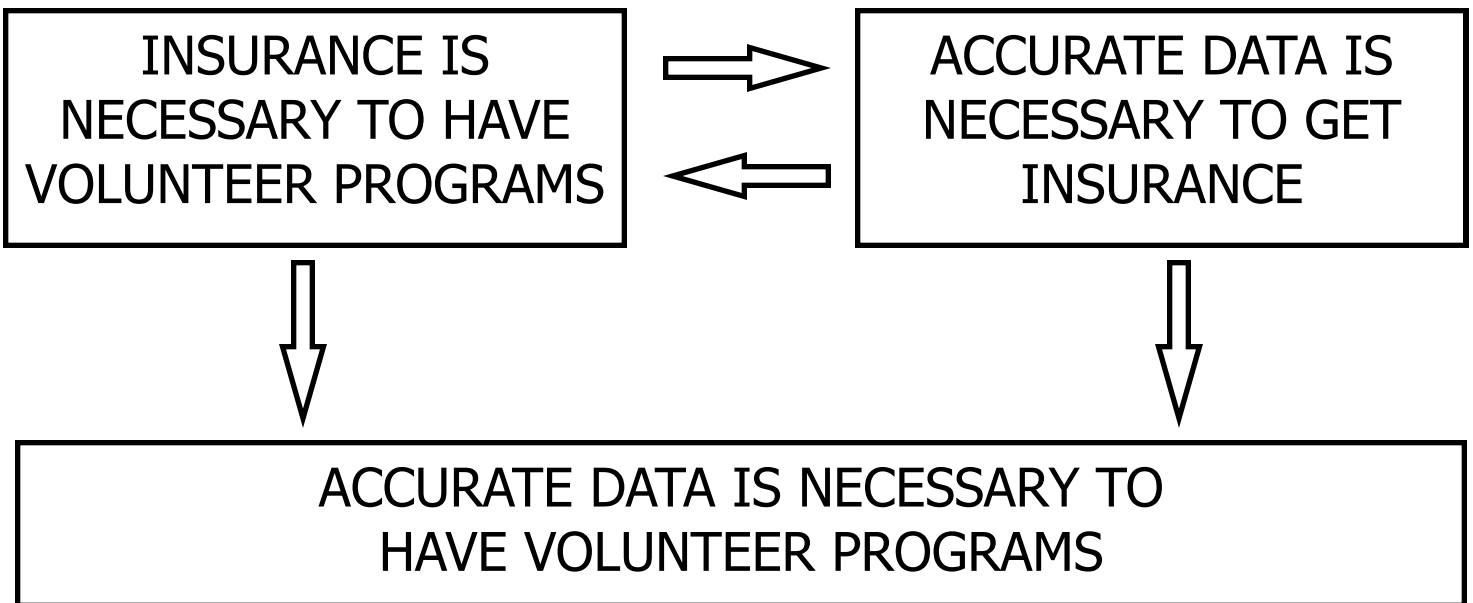 INSURANCE IS
NECESSARY TO HAVE
VOLUNTEER PROGRAMS
ACCURATE DATA IS
NECESSARY TO GET
INSURANCE
ACCURATE DATA IS NECESSARY TO
HAVE VOLUNTEER PROGRAMS